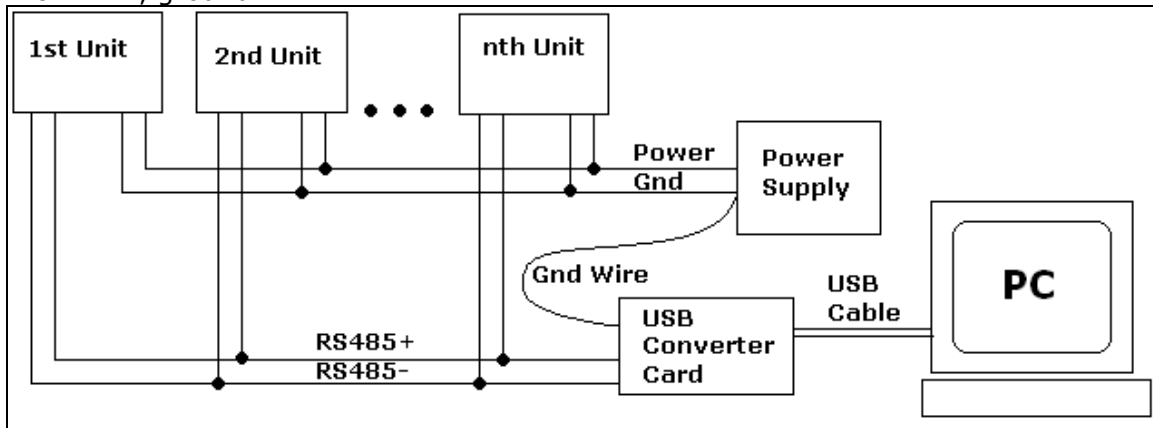 1st Unit
2nd Unit
nth Unit
Power
Gnd
Power
Supply
Gnd Wire
USB
Converter
Card
USB
Cable
PC
RS485+
RS485-